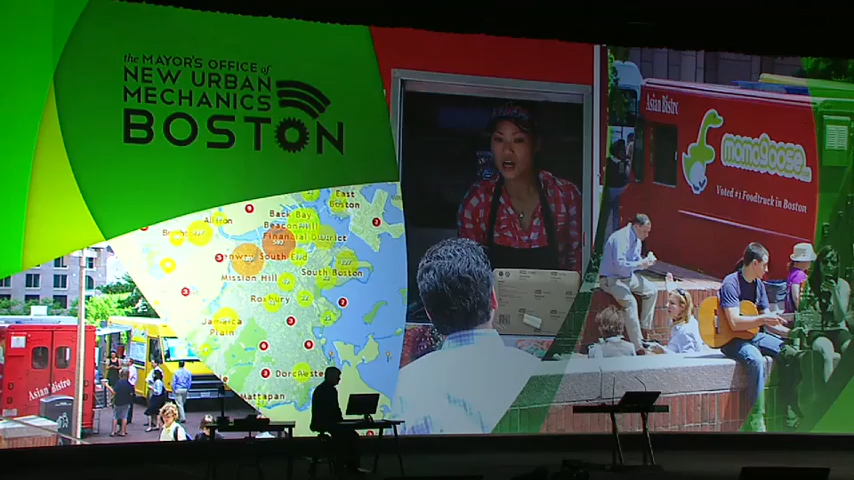 the MAYOR'S OFFICE of
NEW URBAN
MECHANICS
BOSTON
Asian Bistro
momogoose
Voted #1 Foodtruck in Boston
East
Boston
Back Bay
Beacon Hill
Financial District
Allston
South End
South Boston
Mission Hill
Roxbury
Jamaica
Plain
Dorchester
Mattapan
Asian Bistro